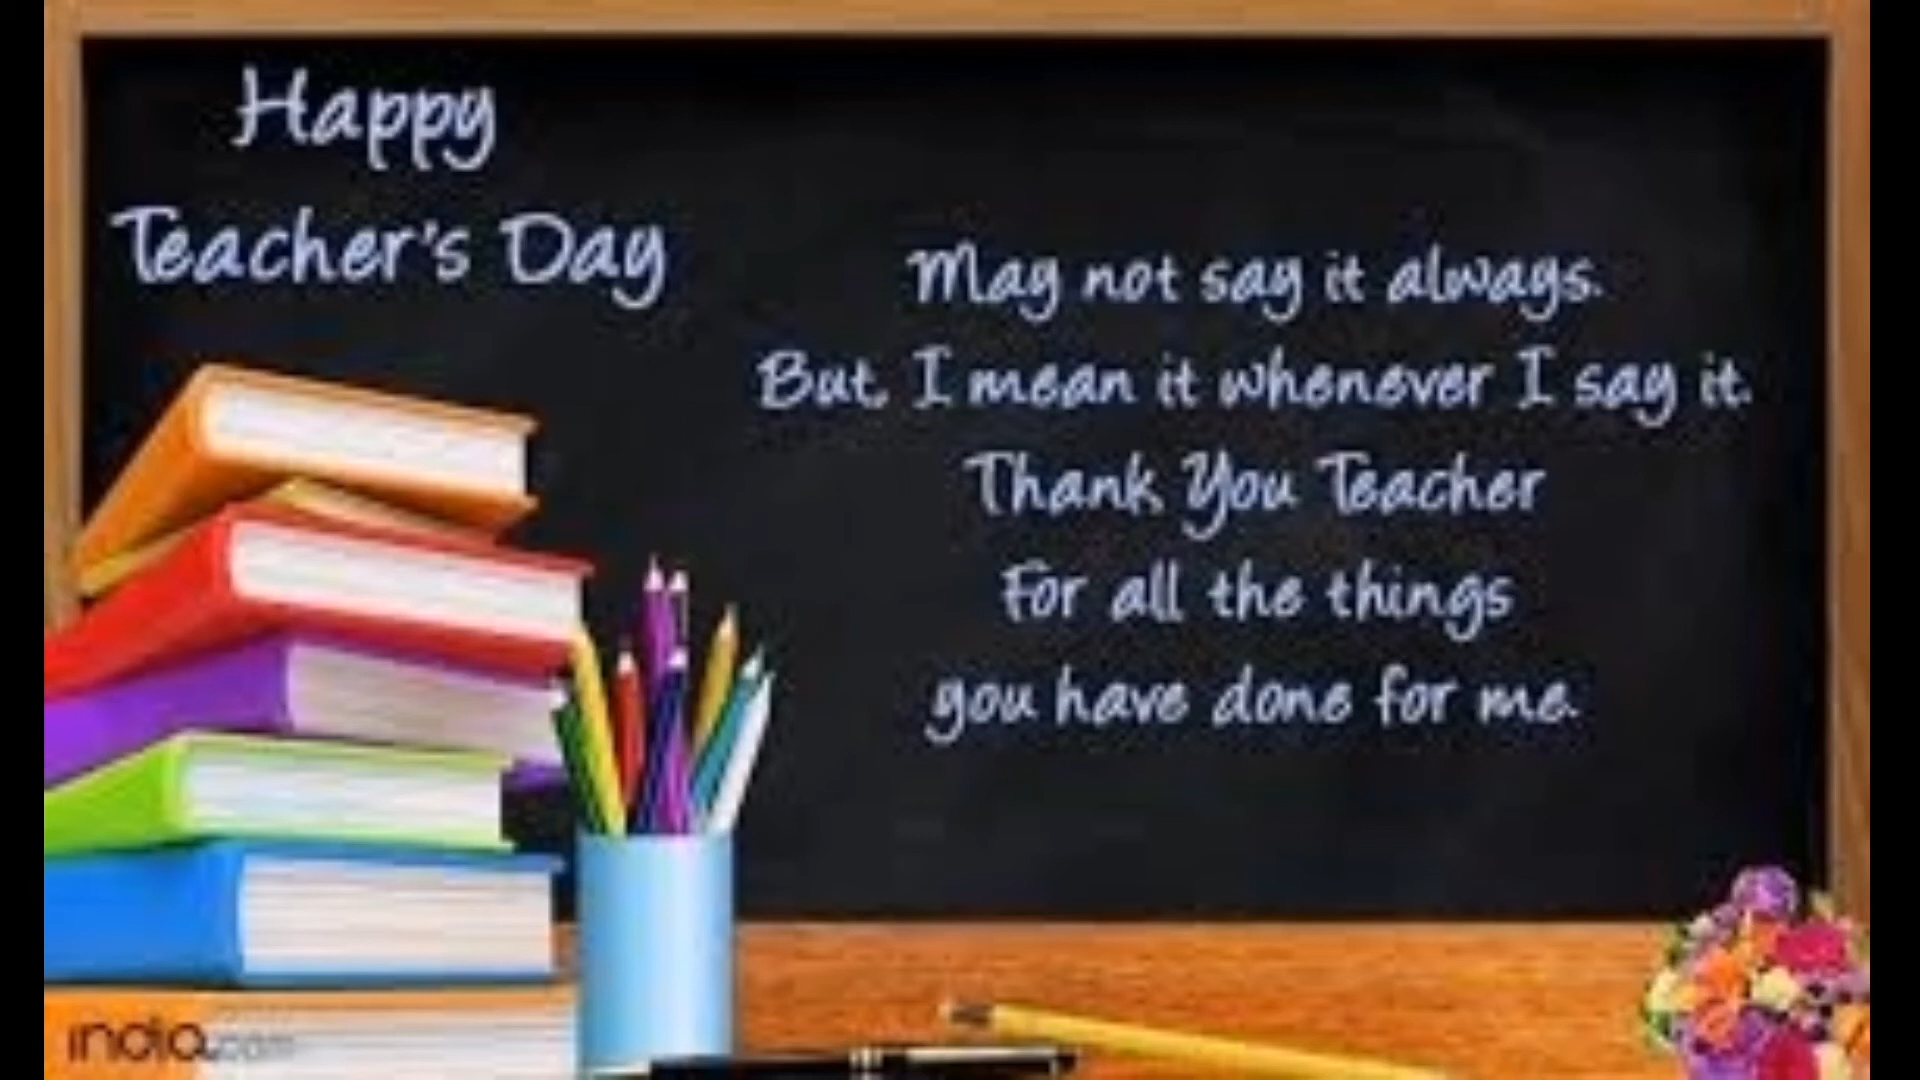 Happy
Teacher's Day
May not say it always.
But, I mean it whenever I say it.
Thank You Teacher
For all the things
you have done for me.
india.com